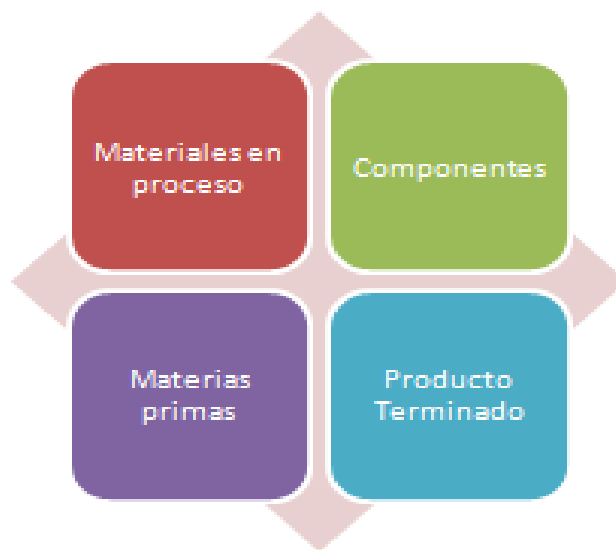 Materiales en
proceso
Componentes
Materias
primas
Producto
Terminado